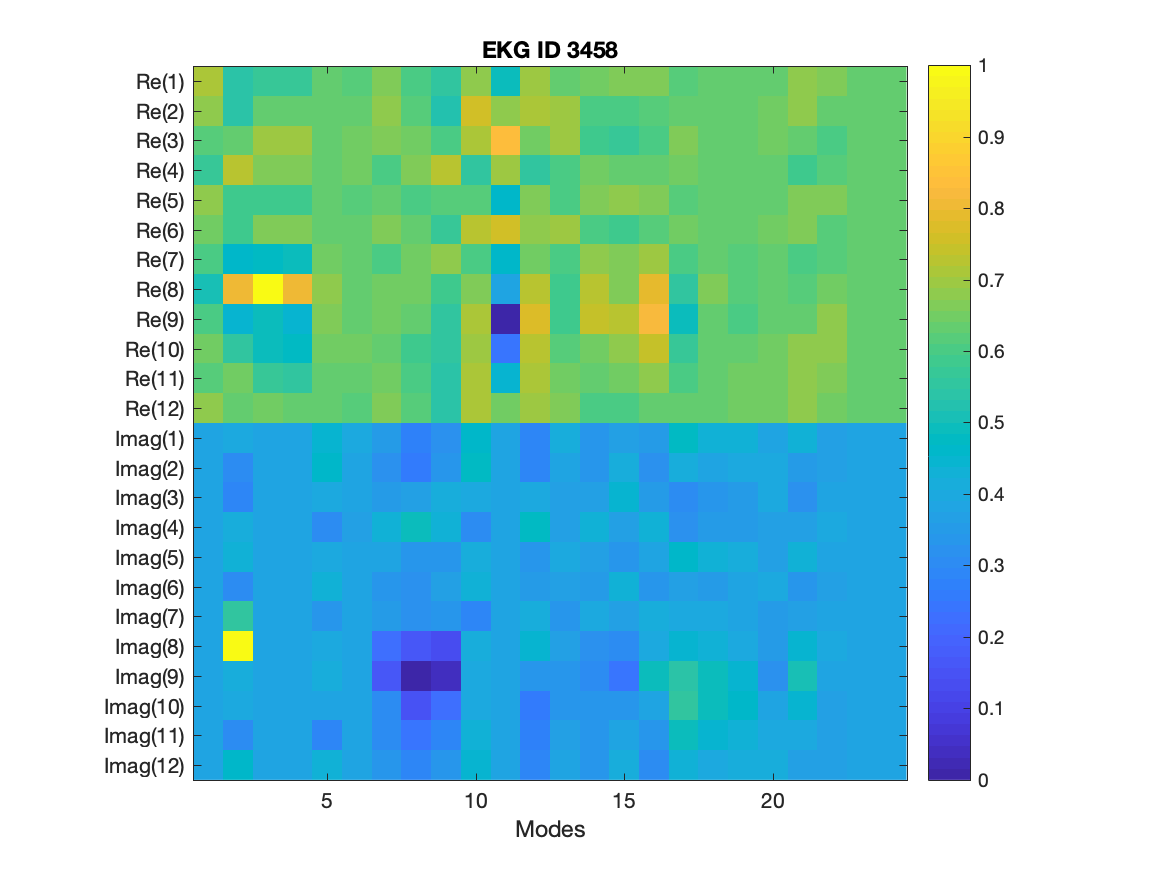 EKG ID 3458
Re(1)
Re(2)
Re(3)
Re(4)
Re(5)
Re(6)
Re(7)
Re(8)
Re(9)
Re(10)
Re(11)
Re(12)
Imag(1)
Imag(2)
Imag(3)
Imag(4)
Imag(5)
Imag(6)
Imag(7)
Imag(8)
Imag(9)
Imag(10)
Imag(11)
Imag(12)
5 10 15 20
Modes
1
0.9
0.8
0.7
0.6
0.5
0.4
0.3
0.2
0.1
0